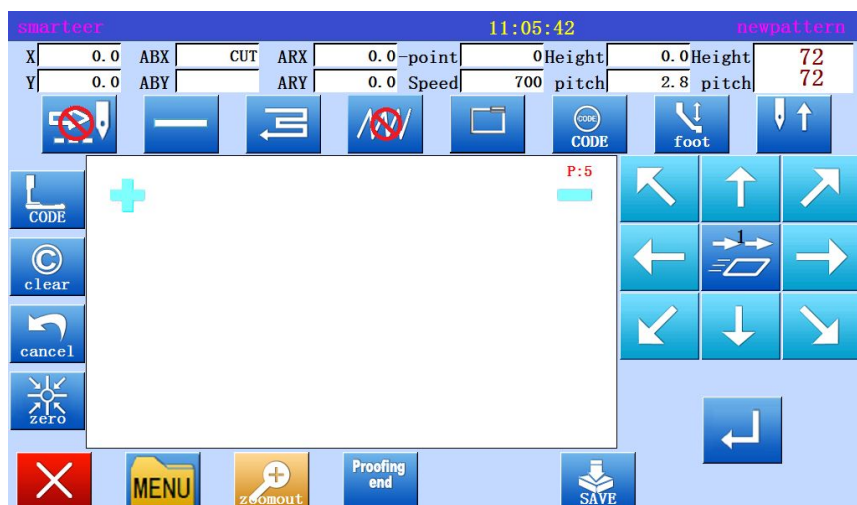 smarteer 11:05:42 newpattern
X 0.0 ABX CUT ARX 0.0 -point 0 Height 0.0 Height 72
Y 0.0 ABY ARY 0.0 Speed 700 pitch 2.8 pitch 72
CODE
CODE foot
P:5
CODE
1
clear
cancel
zero
MENU zoomout Proofing
end
SAVE